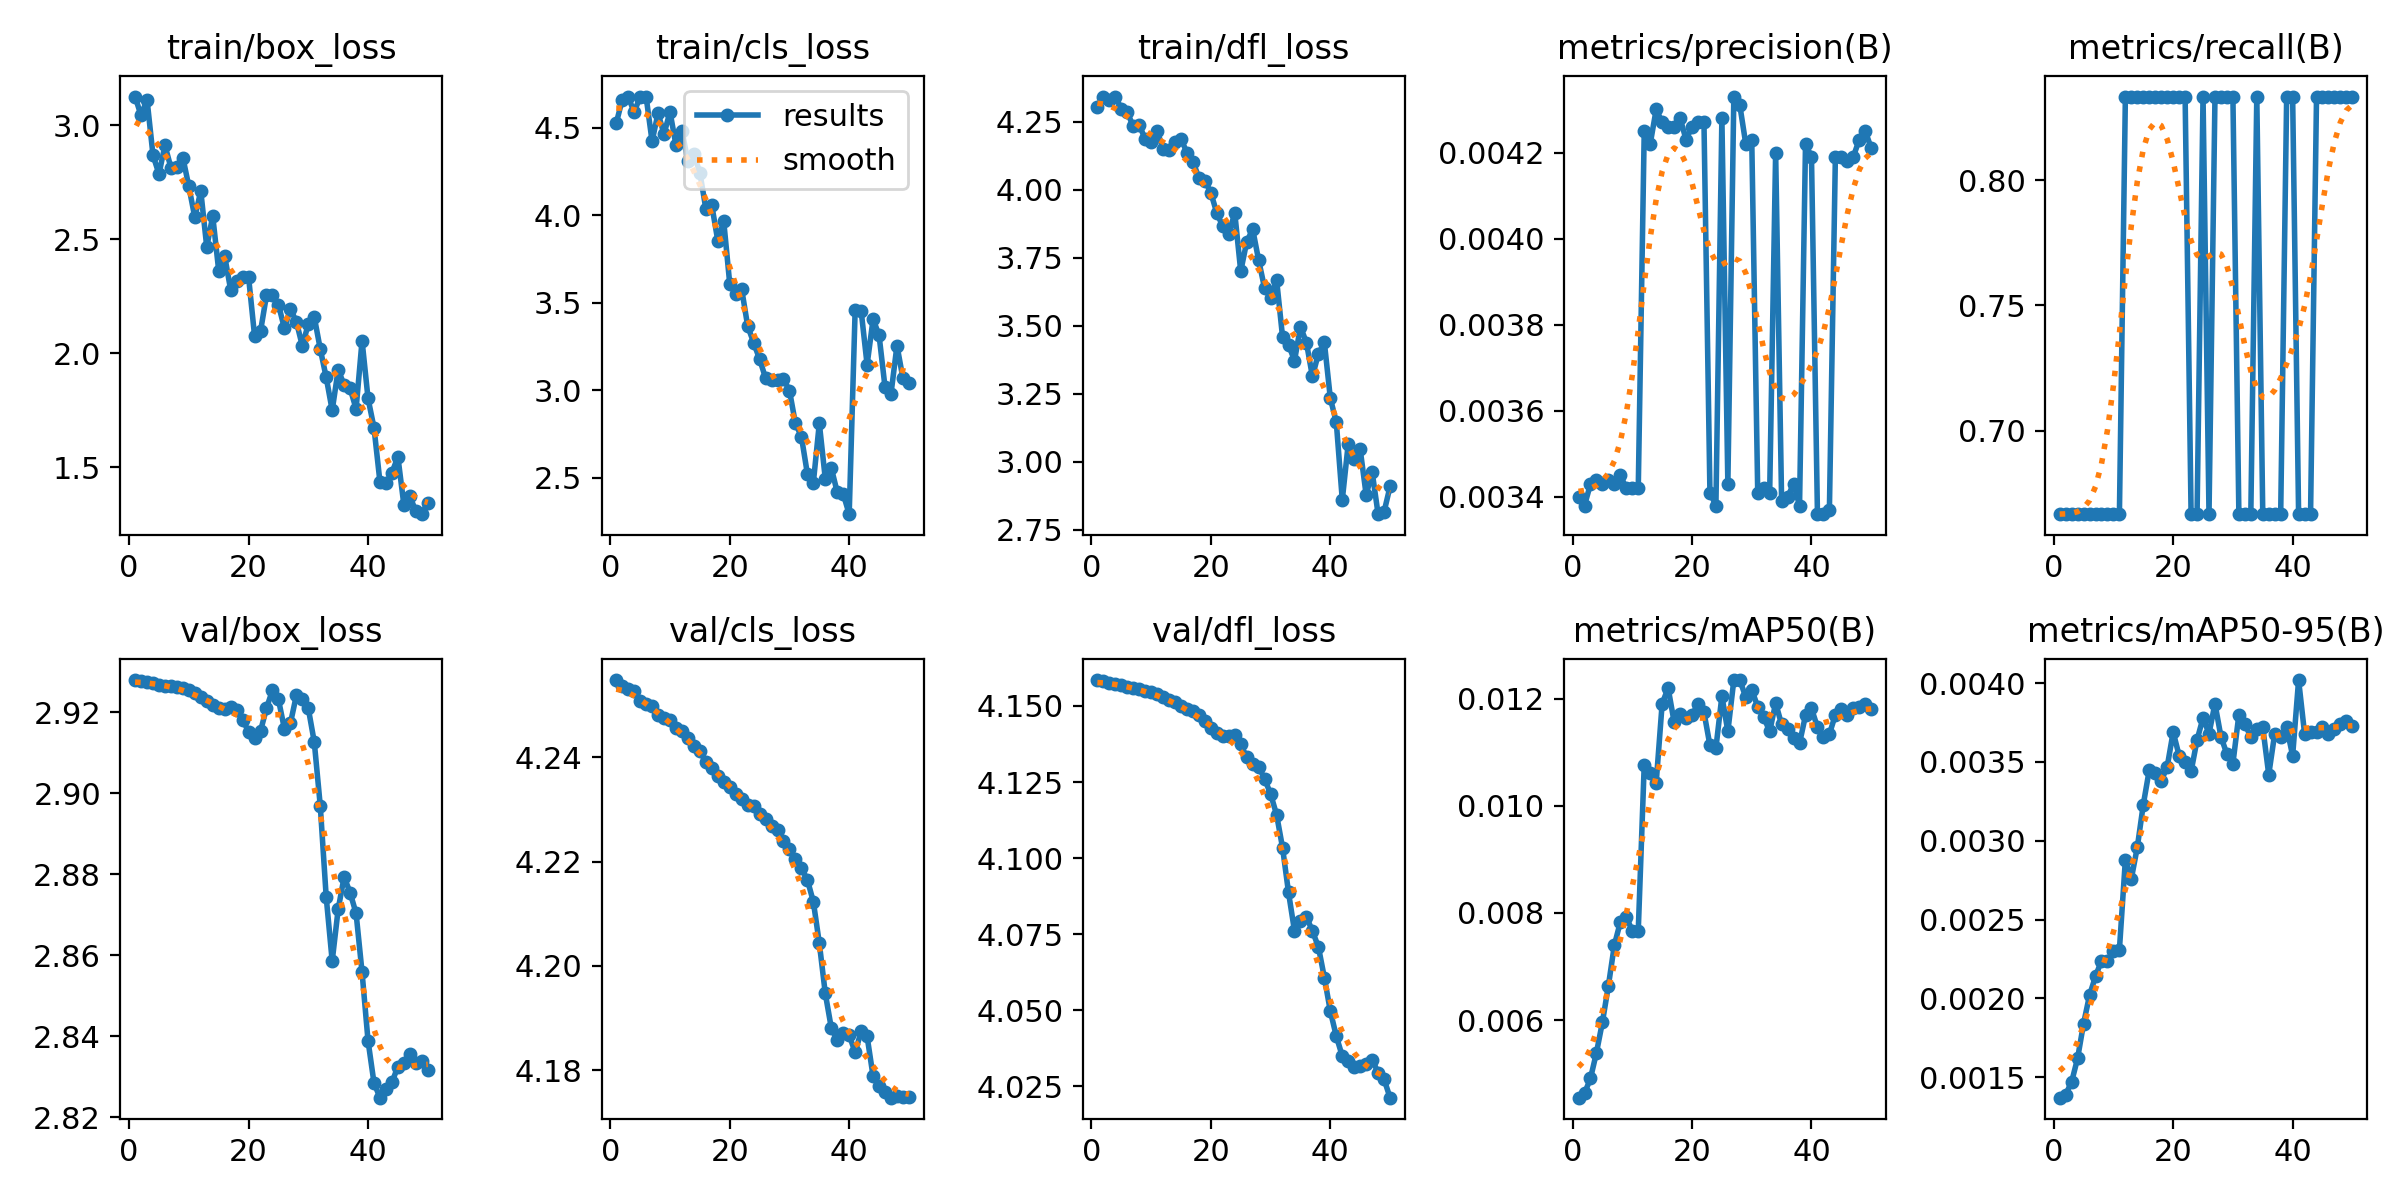 train/box_loss
3.0
2.5
2.0
1.5
0 20 40
train/cls_loss
results
smooth
4.5
4.0
3.5
3.0
2.5
0 20 40
train/dfl_loss
4.25
4.00
3.75
3.50
3.25
3.00
2.75
0 20 40
metrics/precision(B)
0.0042
0.0040
0.0038
0.0036
0.0034
0 20 40
metrics/recall(B)
0.80
0.75
0.70
0 20 40
val/box_loss
2.92
2.90
2.88
2.86
2.84
2.82
0 20 40
val/cls_loss
4.24
4.22
4.20
4.18
0 20 40
val/dfl_loss
4.150
4.125
4.100
4.075
4.050
4.025
0 20 40
metrics/mAP50(B)
0.012
0.010
0.008
0.006
0 20 40
metrics/mAP50-95(B)
0.0040
0.0035
0.0030
0.0025
0.0020
0.0015
0 20 40